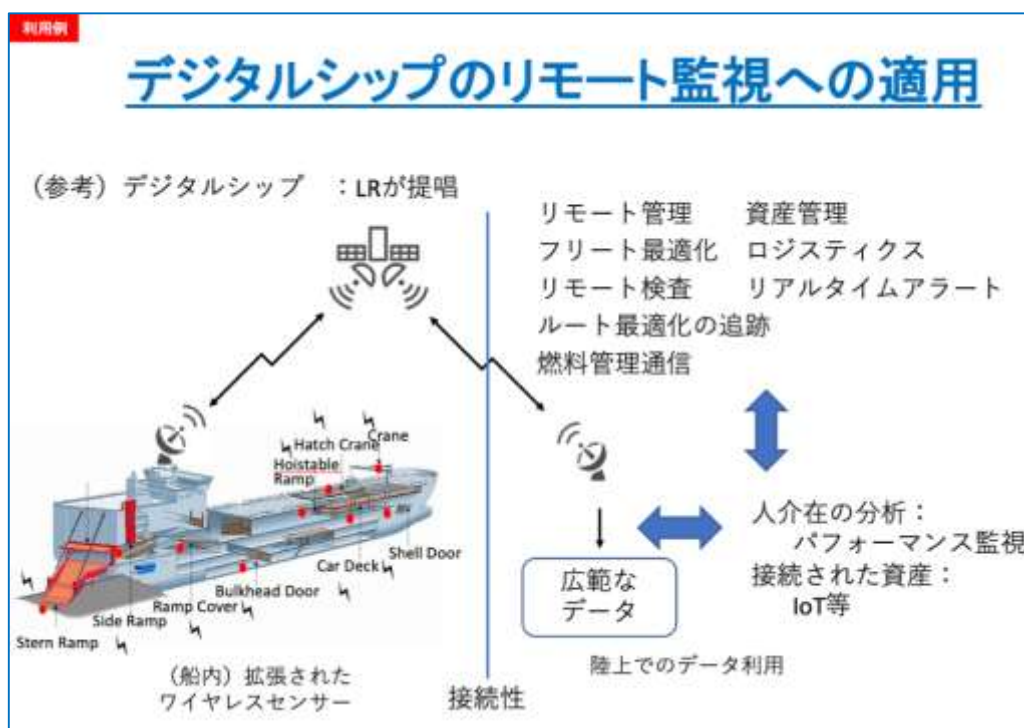 利用例
デジタルシップのリモート監視への適用
（参考）デジタルシップ　：LRが提唱
リモート管理　　資産管理
フリート最適化　ロジスティクス
リモート検査　　リアルタイムアラート
ルート最適化の追跡
燃料管理通信
Crane
Hatch Crane
Hoistable
Ramp
Shell Door
Car Deck
Bulkhead Door
Ramp Cover
Side Ramp
Stern Ramp
（船内）拡張された
ワイヤレスセンサー
接続性
広範な
データ
人介在の分析：
パフォーマンス監視
接続された資産：
IoT等
陸上でのデータ利用